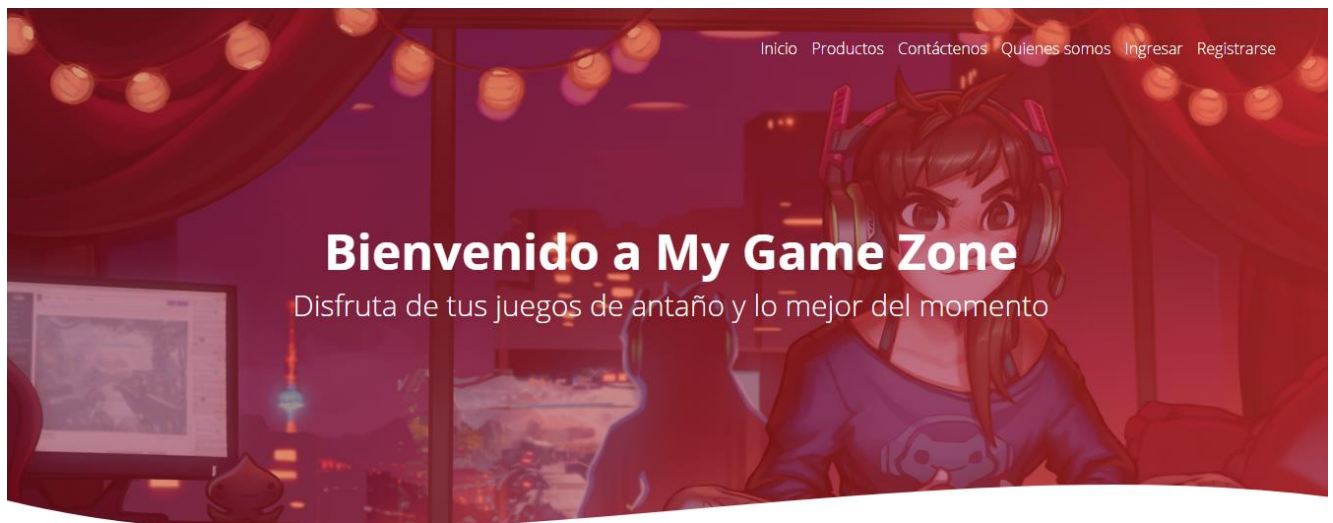 Inicio Productos Contáctenos Quienes somos Ingresar Registrarse
Bienvenido a My Game Zone
Disfruta de tus juegos de antaño y lo mejor del momento